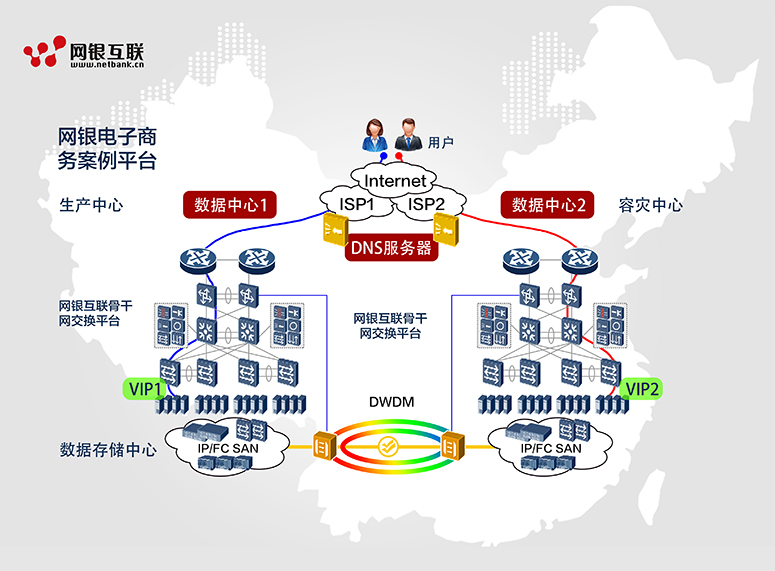 网银互联
www.netbank.cn
网银电子商
务案例平台
用户
Internet
ISP1
ISP2
生产中心
数据中心1
数据中心2
容灾中心
DNS服务器
网银互联骨干
网交换平台
网银互联骨干
网交换平台
VIP1
VIP2
DWDM
数据存储中心
IP/FC SAN
IP/FC SAN